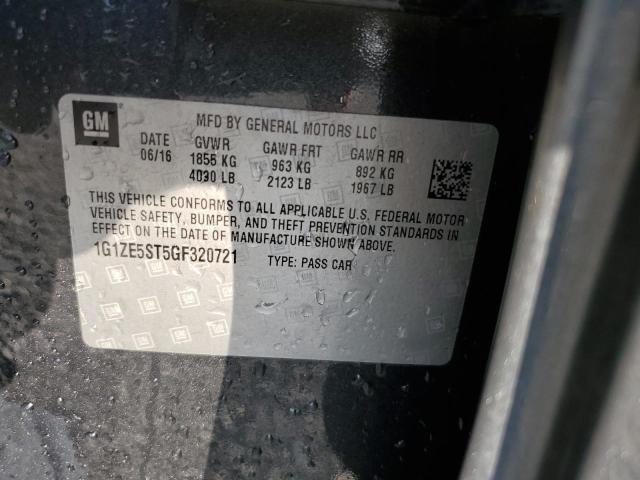 GM
MFD BY GENERAL MOTORS LLC
DATE GVWR GAWR FRT GAWR RR
06/16 1855 KG 963 KG 892 KG
4090 LB 2123 LB 1967 LB
THIS VEHICLE CONFORMS TO ALL APPLICABLE U.S. FEDERAL MOTOR
VEHICLE SAFETY, BUMPER, AND THEFT PREVENTION STANDARDS IN
EFFECT ON THE DATE OF MANUFACTURE SHOWN ABOVE.
1G1ZE5ST5GF320721 TYPE: PASS CAR